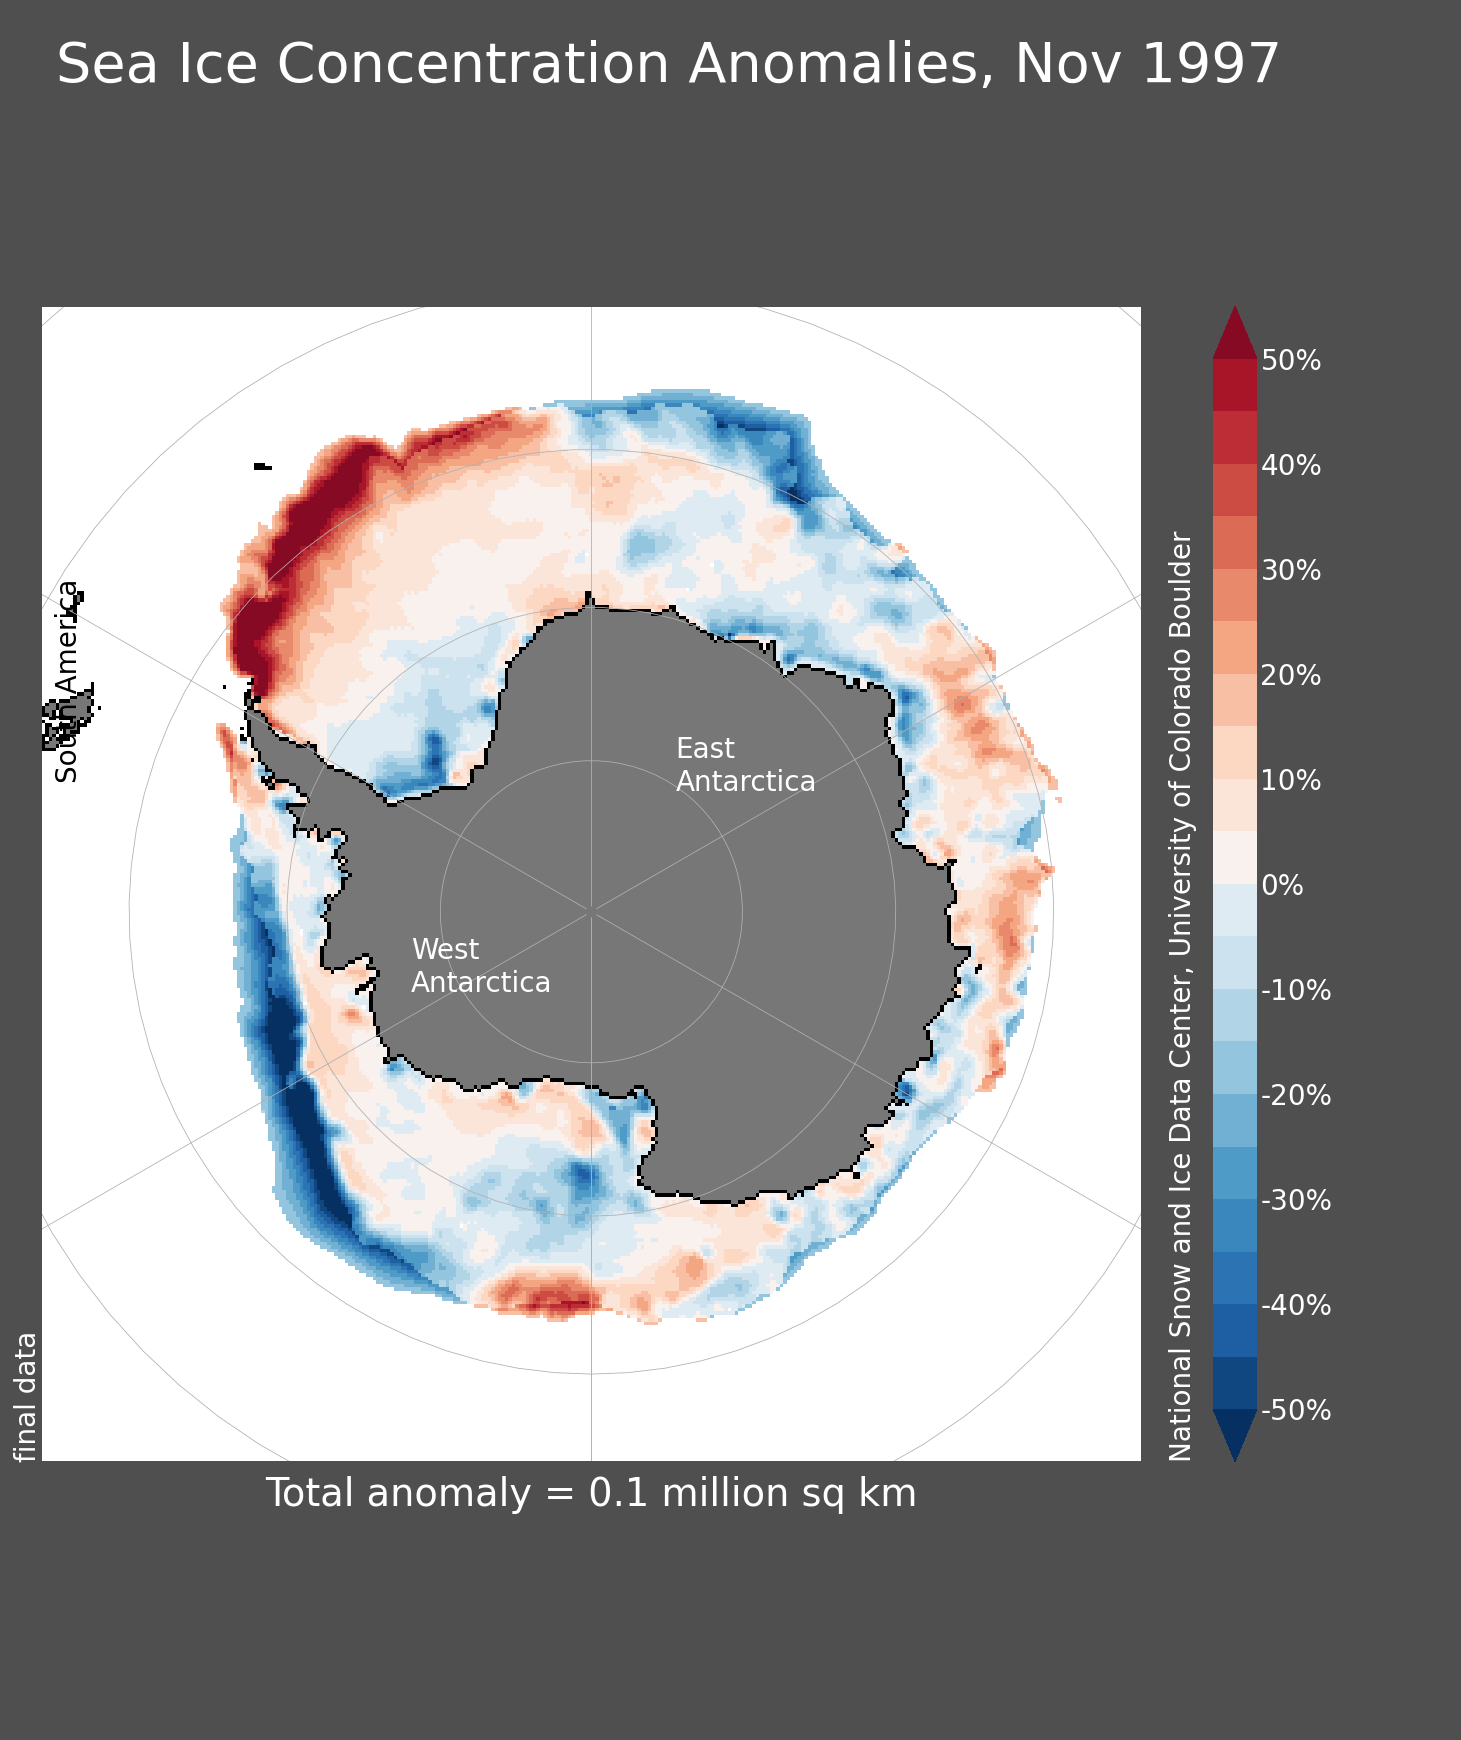 Sea Ice Concentration Anomalies, Nov 1997
South America
East
Antarctica
West
Antarctica
final data
National Snow and Ice Data Center, University of Colorado Boulder
50%
40%
30%
20%
10%
0%
-10%
-20%
-30%
-40%
-50%
Total anomaly = 0.1 million sq km